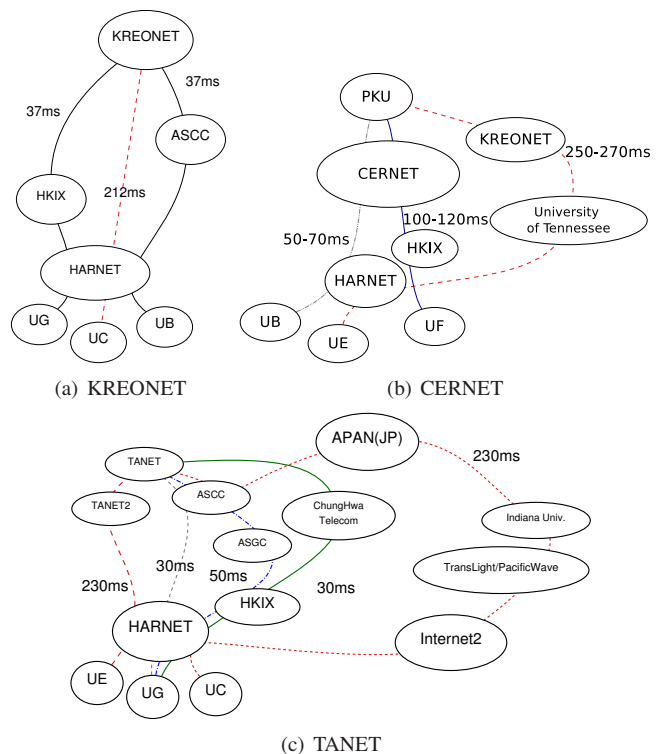 KREONET
37ms
37ms
ASCC
HKIX
212ms
HARNET
UG
UC
UB
(a) KREONET
PKU
KREONET
250-270ms
CERNET
University
of Tennessee
100-120ms
50-70ms
HKIX
HARNET
UB
UE
UF
(b) CERNET
APAN(JP)
TANET
230ms
ASCC
TANET2
ChungHwa
Telecom
Indiana Univ.
ASGC
30ms
50ms
TransLight/PacificWave
230ms
30ms
HKIX
HARNET
Internet2
UE
UG
UC
(c) TANET